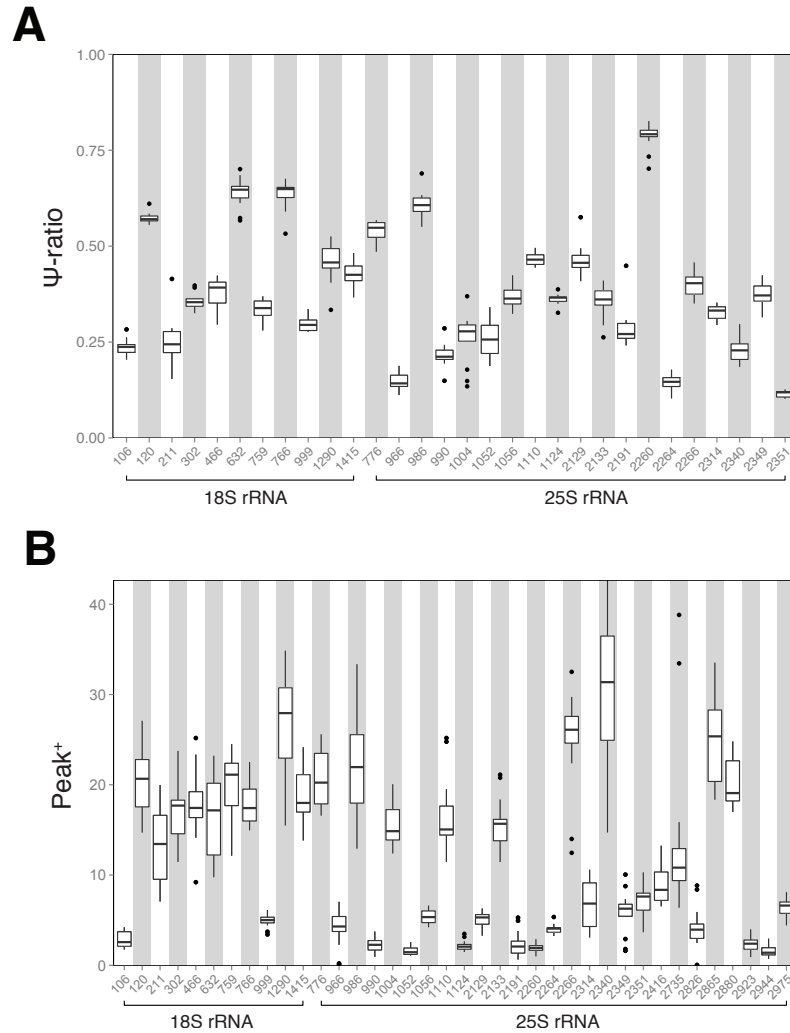 A
1.00
0.75
0.50
0.25
0.00
Ψ-ratio
106 120 211 302 466 632 759 766 999 1290 1415 776 966 986 990 1004 1052 1056 1110 1124 2129 2133 2191 2260 2264 2266 2314 2340 2349 2351
18S rRNA 25S rRNA
B
40
30
20
10
0
Peak⁺
106 120 211 302 466 632 759 766 999 1290 1415 776 966 986 990 1004 1052 1056 1110 1124 2129 2133 2191 2260 2264 2266 2314 2340 2349 2351 2416 2735 2826 2865 2880 2923 2944 2975
18S rRNA 25S rRNA